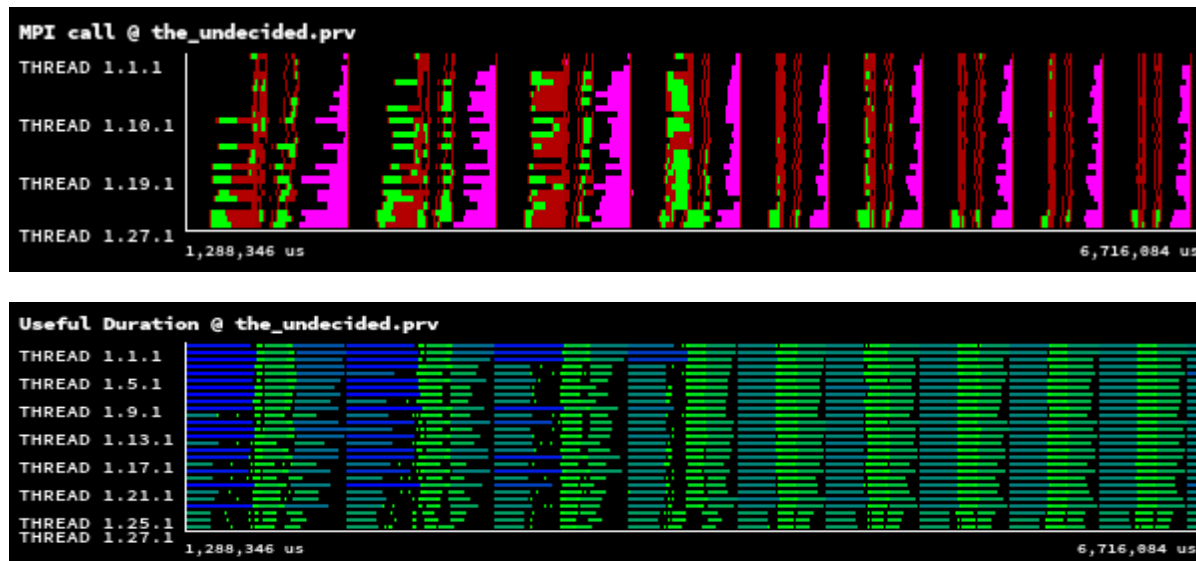 MPI call @ the_undecided.prv
THREAD 1.1.1
THREAD 1.10.1
THREAD 1.19.1
THREAD 1.27.1
1,288,346 us
6,716,084 us
Useful Duration @ the_undecided.prv
THREAD 1.1.1
THREAD 1.5.1
THREAD 1.9.1
THREAD 1.13.1
THREAD 1.17.1
THREAD 1.21.1
THREAD 1.25.1
THREAD 1.27.1
1,288,346 us
6,716,084 us